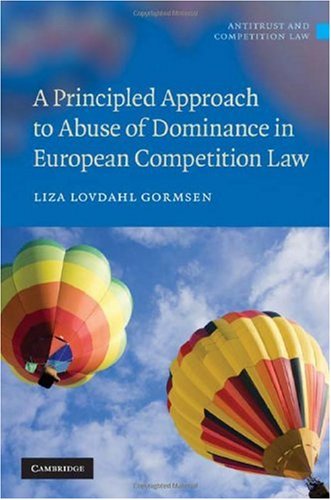 ANTITRUST AND
COMPETITION LAW
A Principled Approach
to Abuse of Dominance in
European Competition Law
LIZA LOVDAHL GORMSEN
CAMBRIDGE